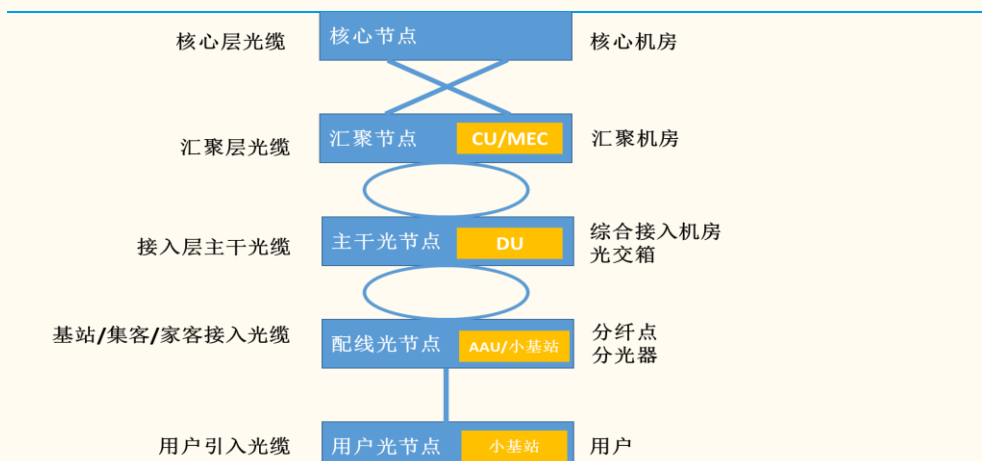 核心层光缆
核心节点
核心机房
汇聚层光缆
汇聚节点
CU/MEC
汇聚机房
接入层主干光缆
主干光节点
DU
综合接入机房
光交箱
基站/集客/家客接入光缆
配线光节点
AAU/小基站
分纤点
分光器
用户引入光缆
用户光节点
小基站
用户